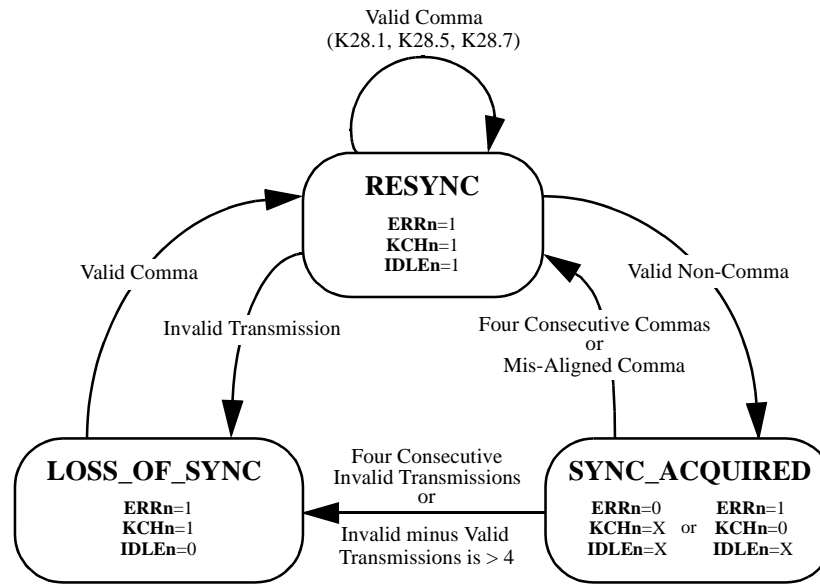 Valid Comma
(K28.1, K28.5, K28.7)
RESYNC
ERRn=1
KCHn=1
IDLEn=1
Valid Comma
Valid Non-Comma
Invalid Transmission
Four Consecutive Commas
or
Mis-Aligned Comma
LOSS_OF_SYNC
ERRn=1
KCHn=1
IDLEn=0
Four Consecutive
Invalid Transmissions
or
Invalid minus Valid
Transmissions is > 4
SYNC_ACQUIRED
ERRn=0 ERRn=1
KCHn=X or KCHn=0
IDLEn=X IDLEn=X